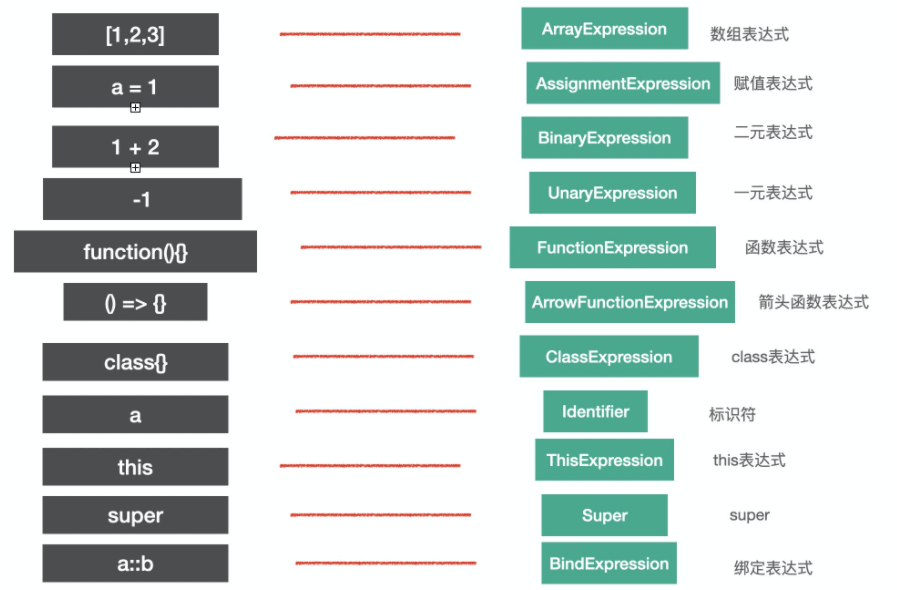 [1,2,3] ArrayExpression 数组表达式
a = 1 AssignmentExpression 赋值表达式
1 + 2 BinaryExpression 二元表达式
-1 UnaryExpression 一元表达式
function(){} FunctionExpression 函数表达式
() => {} ArrowFunctionExpression 箭头函数表达式
class{} ClassExpression class表达式
a Identifier 标识符
this ThisExpression this表达式
super Super super
a::b BindExpression 绑定表达式